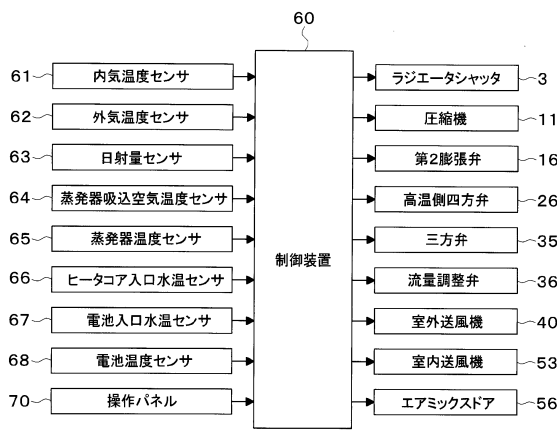 60
61 内気温度センサ
62 外気温度センサ
63 日射量センサ
64 蒸発器吸込空気温度センサ
65 蒸発器温度センサ
66 ヒータコア入口水温センサ
67 電池入口水温センサ
68 電池温度センサ
70 操作パネル
制御装置
ラジエータシャッタ 3
圧縮機 11
第2膨張弁 16
高温側四方弁 26
三方弁 35
流量調整弁 36
室外送風機 40
室内送風機 53
エアミックスドア 56